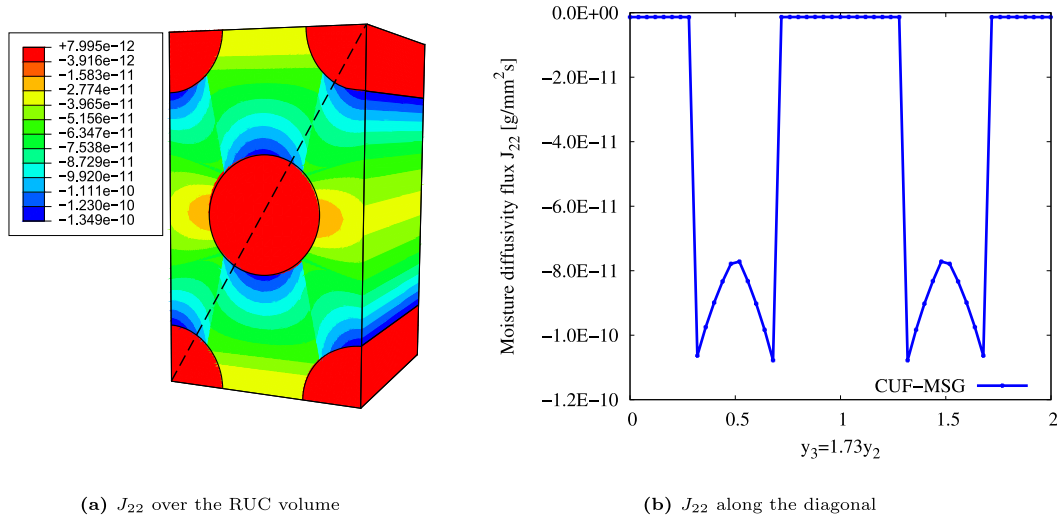 +7.995e−12
−3.916e−12
−1.583e−11
−2.774e−11
−3.965e−11
−5.156e−11
−6.347e−11
−7.538e−11
−8.729e−11
−9.920e−11
−1.111e−10
−1.230e−10
−1.349e−10
(a) J22 over the RUC volume
0.0E+00
−2.0E−11
−4.0E−11
−6.0E−11
−8.0E−11
−1.0E−10
−1.2E−10
Moisture diffusivity flux J22 [g/mm²s]
CUF−MSG
0 0.5 1 1.5 2
y3=1.73y2
(b) J22 along the diagonal